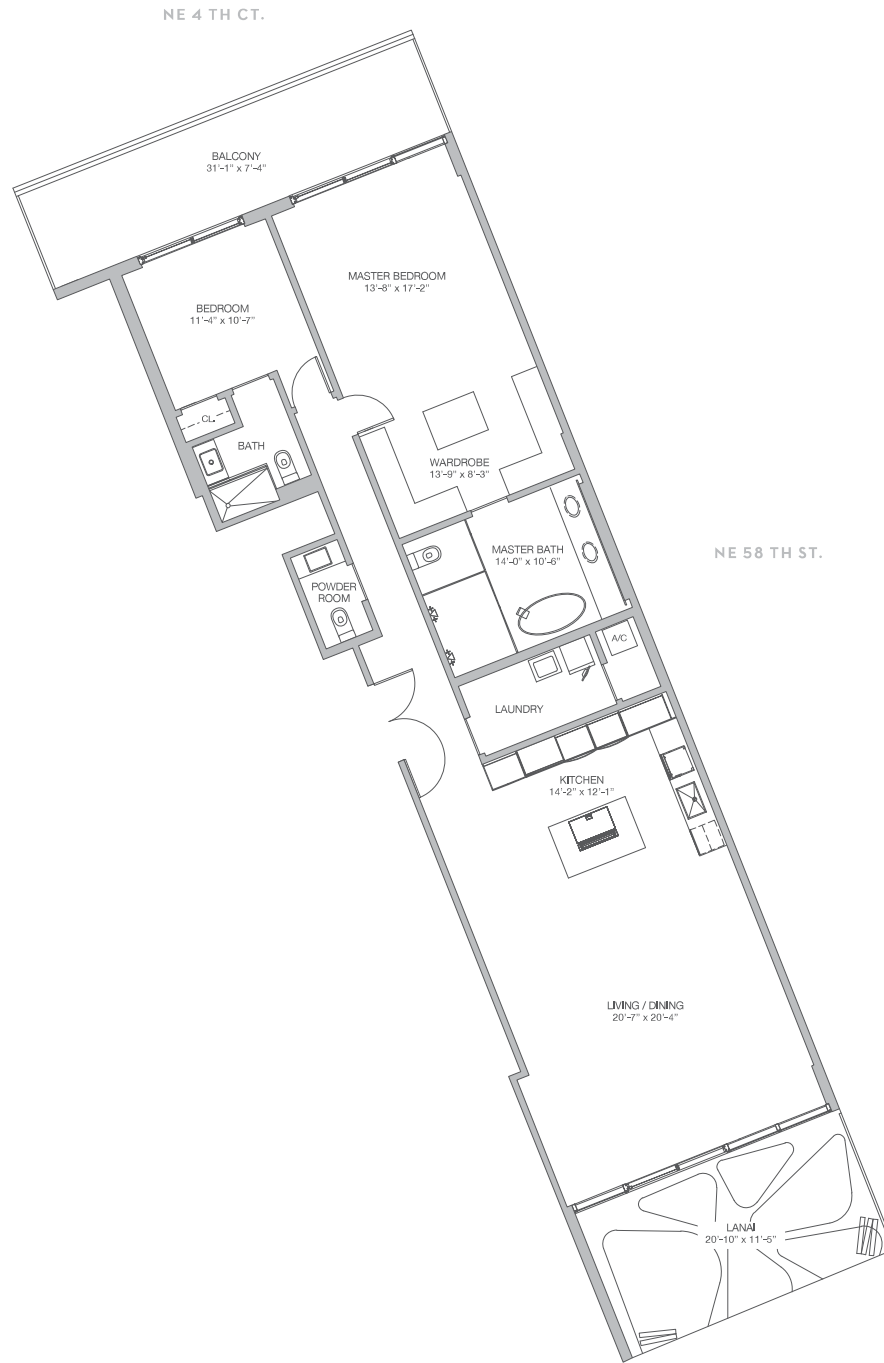 NE 4 TH CT.
BALCONY
31'-1" x 7'-4"
MASTER BEDROOM
13'-8" x 17'-2"
BEDROOM
11'-4" x 10'-7"
CL.
BATH
WARDROBE
13'-9" x 8'-3"
MASTER BATH
14'-0" x 10'-6"
NE 58 TH ST.
POWDER
ROOM
A/C
LAUNDRY
KITCHEN
14'-2" x 12'-1"
LIVING / DINING
20'-7" x 20'-4"
LANAI
20'-10" x 11'-5"